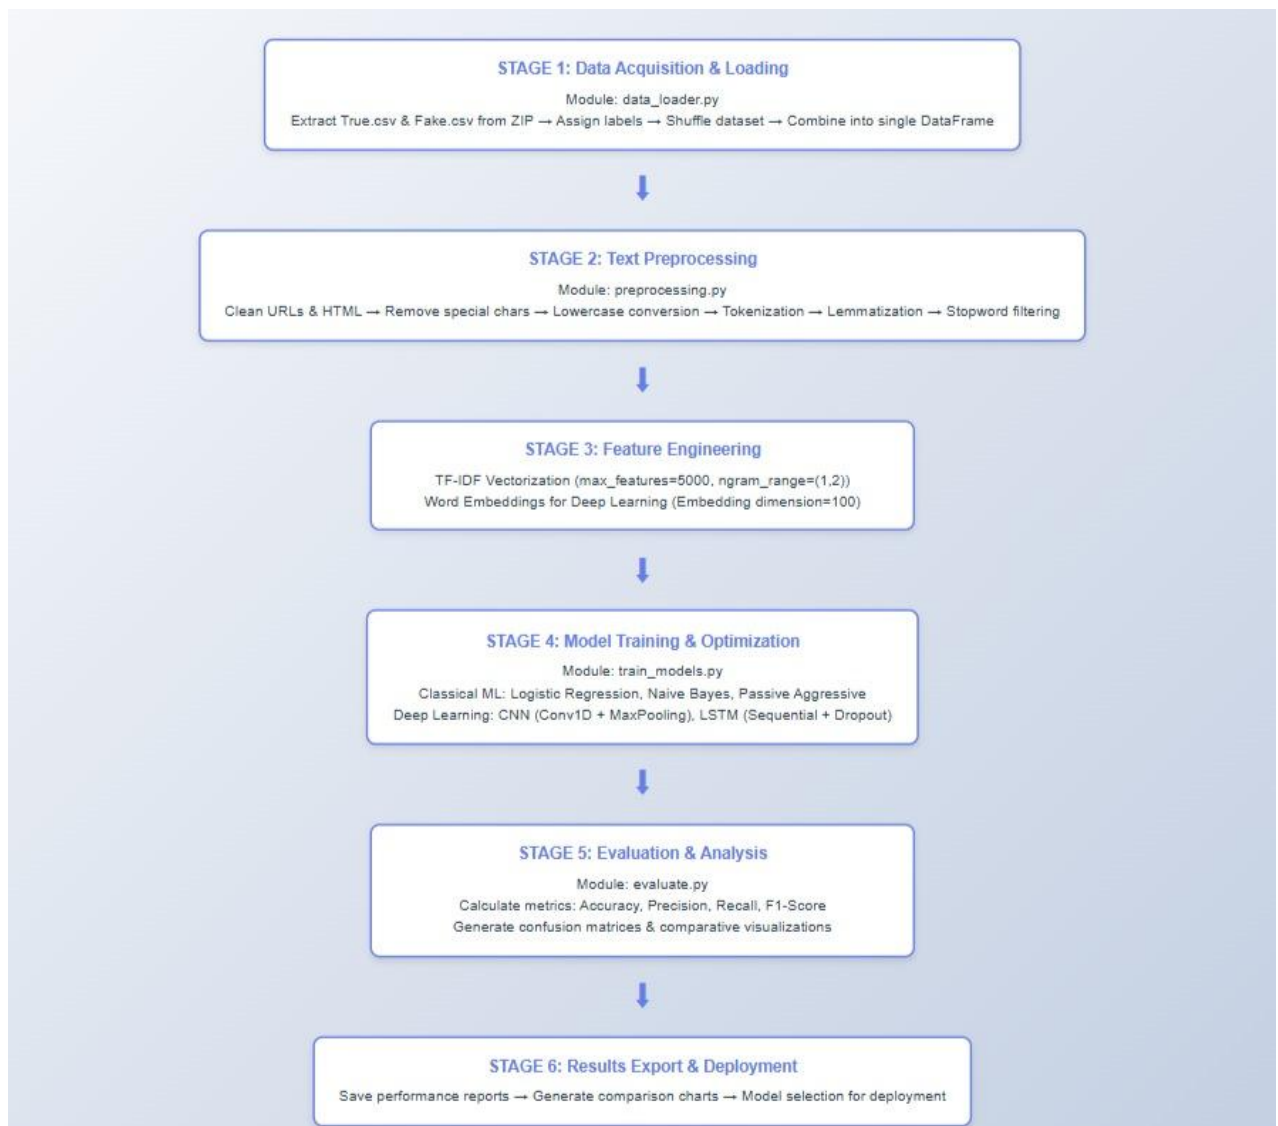 STAGE 1: Data Acquisition & Loading
Module: data_loader.py
Extract True.csv & Fake.csv from ZIP → Assign labels → Shuffle dataset → Combine into single DataFrame
STAGE 2: Text Preprocessing
Module: preprocessing.py
Clean URLs & HTML → Remove special chars → Lowercase conversion → Tokenization → Lemmatization → Stopword filtering
STAGE 3: Feature Engineering
TF-IDF Vectorization (max_features=5000, ngram_range=(1,2))
Word Embeddings for Deep Learning (Embedding dimension=100)
STAGE 4: Model Training & Optimization
Module: train_models.py
Classical ML: Logistic Regression, Naive Bayes, Passive Aggressive
Deep Learning: CNN (Conv1D + MaxPooling), LSTM (Sequential + Dropout)
STAGE 5: Evaluation & Analysis
Module: evaluate.py
Calculate metrics: Accuracy, Precision, Recall, F1-Score
Generate confusion matrices & comparative visualizations
STAGE 6: Results Export & Deployment
Save performance reports → Generate comparison charts → Model selection for deployment